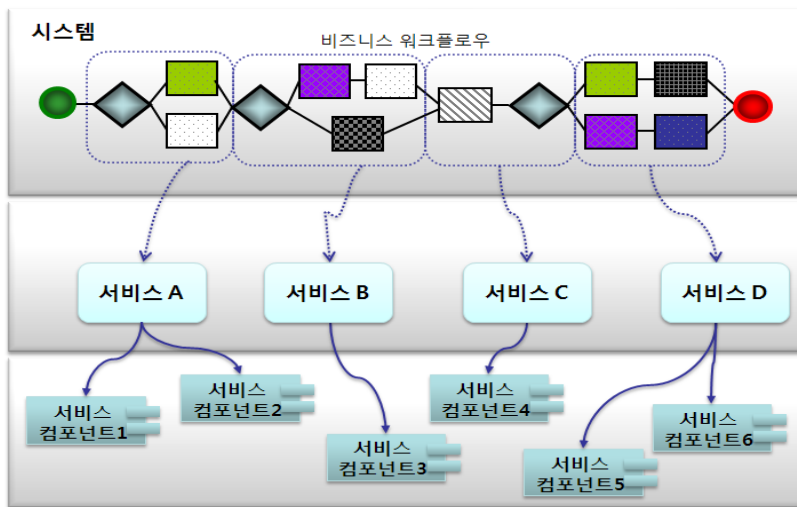 시스템
비즈니스 워크플로우
서비스 A
서비스 B
서비스 C
서비스 D
서비스
컴포넌트1
서비스
컴포넌트2
서비스
컴포넌트3
서비스
컴포넌트4
서비스
컴포넌트5
서비스
컴포넌트6